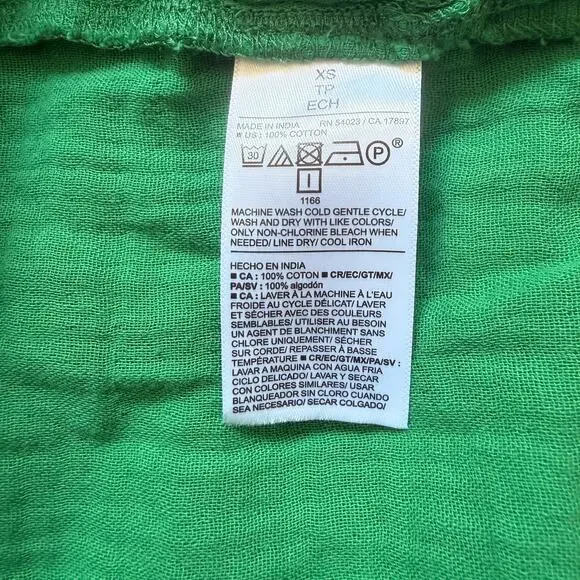 XS
TP
ECH
MADE IN INDIA RN 54023 / CA 17897
■ US : 100% COTTON
30 P ®
I
1166
MACHINE WASH COLD GENTLE CYCLE/
WASH AND DRY WITH LIKE COLORS/
ONLY NON-CHLORINE BLEACH WHEN
NEEDED/ LINE DRY/ COOL IRON
HECHO EN INDIA
■ CA : 100% COTON ■ CR/EC/GT/MX/
PA/SV : 100% algodón
■ CA : LAVER À LA MACHINE À L'EAU
FROIDE AU CYCLE DÉLICAT/ LAVER
ET SÉCHER AVEC DES COULEURS
SEMBLABLES/ UTILISER AU BESOIN
UN AGENT DE BLANCHIMENT SANS
CHLORE UNIQUEMENT/ SÉCHER
SUR CORDE/ REPASSER À BASSE
TEMPÉRATURE ■ CR/EC/GT/MX/PA/SV :
LAVAR A MAQUINA CON AGUA FRIA
CICLO DELICADO/ LAVAR Y SECAR
CON COLORES SIMILARES/ USAR
BLANQUEADOR SIN CLORO CUANDO
SEA NECESARIO/ SECAR COLGADO/